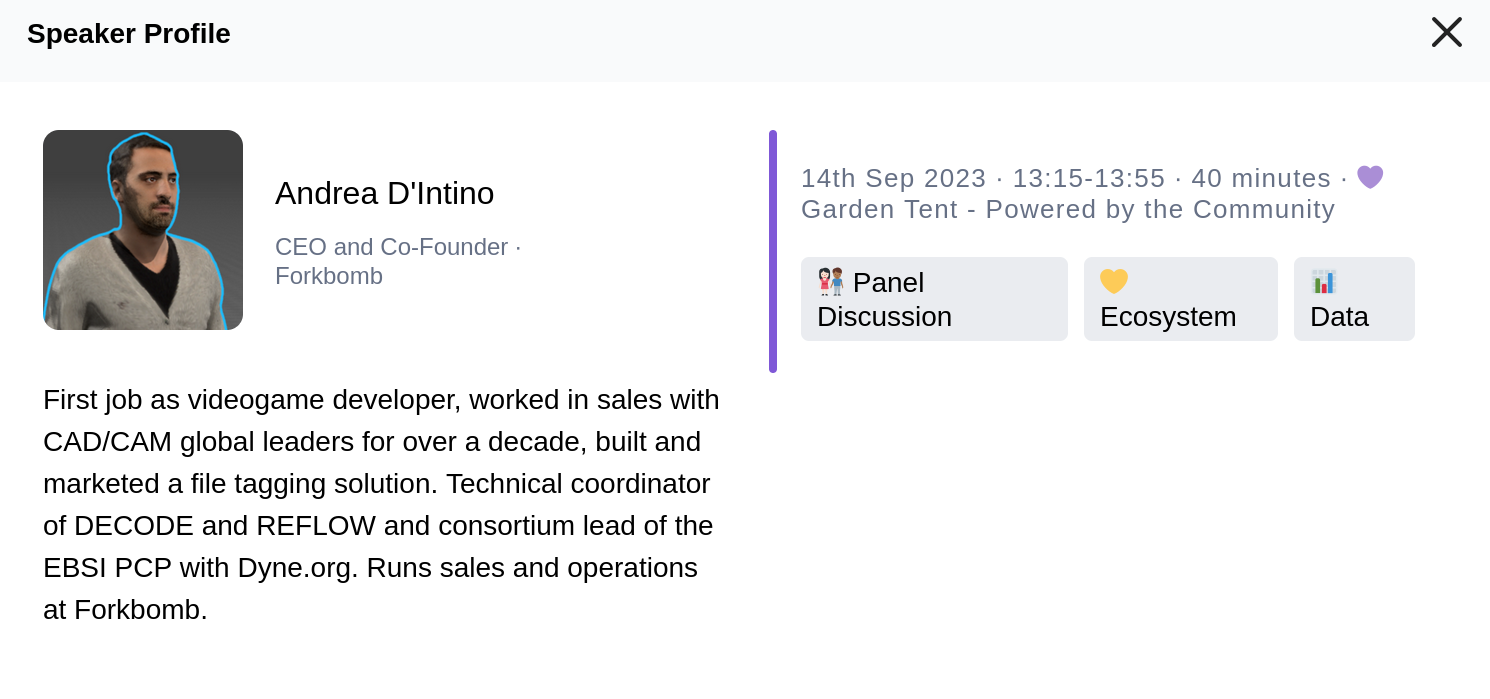 Speaker Profile
Andrea D'Intino
CEO and Co-Founder ·
Forkbomb
First job as videogame developer, worked in sales with
CAD/CAM global leaders for over a decade, built and
marketed a file tagging solution. Technical coordinator
of DECODE and REFLOW and consortium lead of the
EBSI PCP with Dyne.org. Runs sales and operations
at Forkbomb.
14th Sep 2023 · 13:15-13:55 · 40 minutes · 💜
Garden Tent - Powered by the Community
👫 Panel
Discussion
💛
Ecosystem
📊
Data